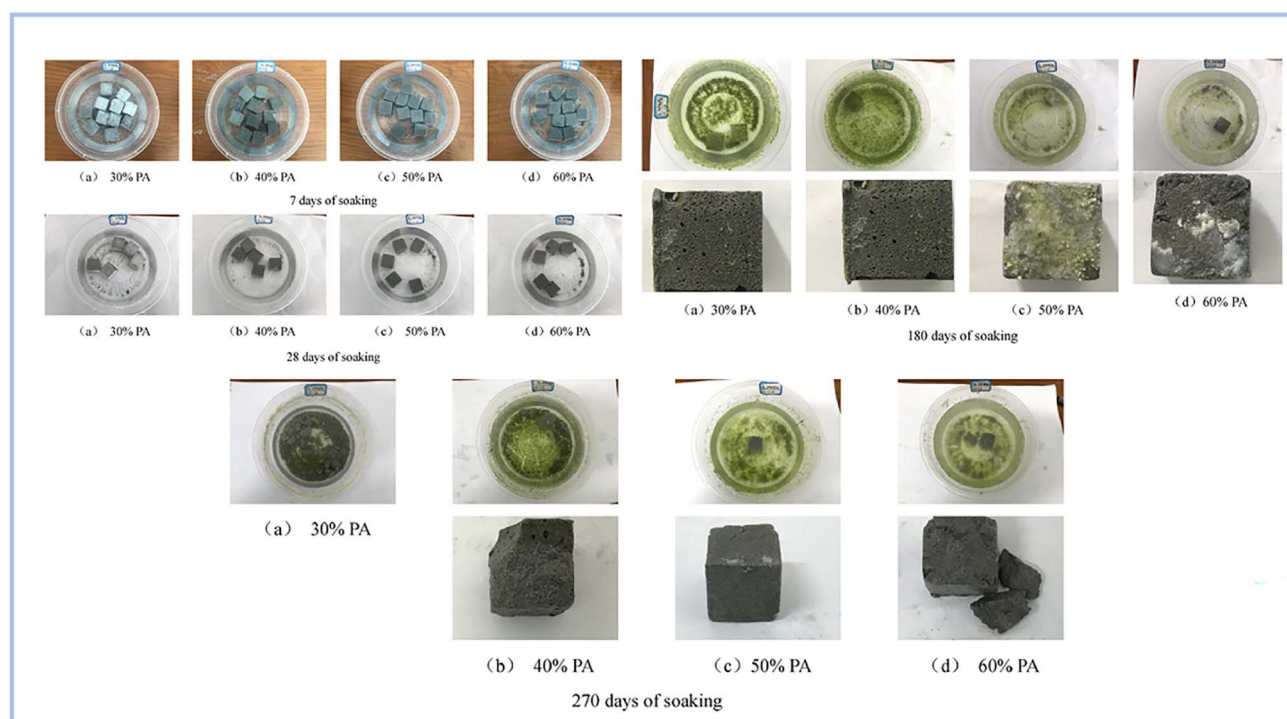 （a） 30% PA
（b）40% PA
（c）50% PA
（d） 60% PA
7 days of soaking
（a） 30% PA
（b）40% PA
（c） 50% PA
（d）60% PA
28 days of soaking
（a）30% PA
（b）40% PA
（c）50% PA
（d）60% PA
180 days of soaking
（a） 30% PA
（b） 40% PA
（c）50% PA
（d） 60% PA
270 days of soaking